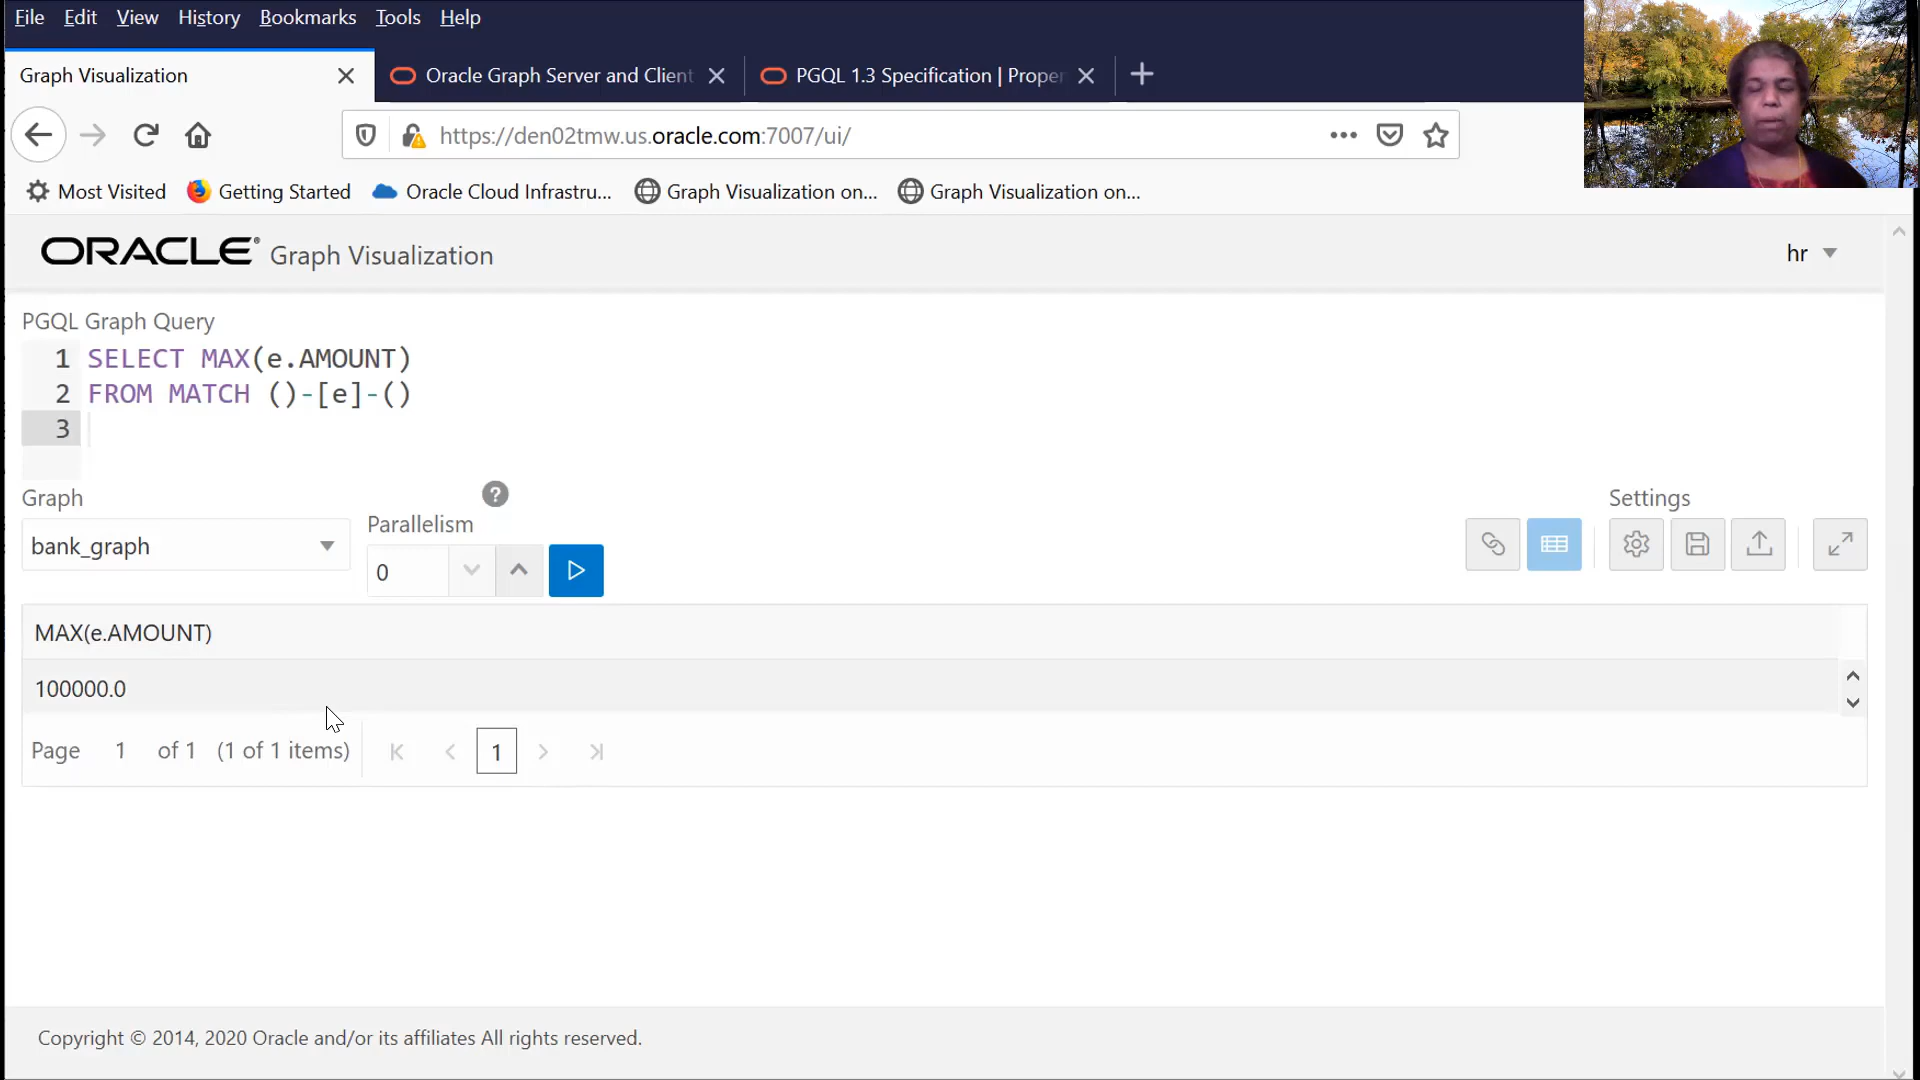 File Edit View History Bookmarks Tools Help
Graph Visualization
Oracle Graph Server and Client
PGQL 1.3 Specification | Proper
https://den02tmw.us.oracle.com:7007/ui/
Most Visited Getting Started Oracle Cloud Infrastru... Graph Visualization on... Graph Visualization on...
ORACLE® Graph Visualization
hr
PGQL Graph Query
1 SELECT MAX(e.AMOUNT)
2 FROM MATCH ()-[e]-()
3
Graph
?
Parallelism
Settings
bank_graph
0
MAX(e.AMOUNT)
100000.0
Page 1 of 1 (1 of 1 items) 1
Copyright © 2014, 2020 Oracle and/or its affiliates All rights reserved.